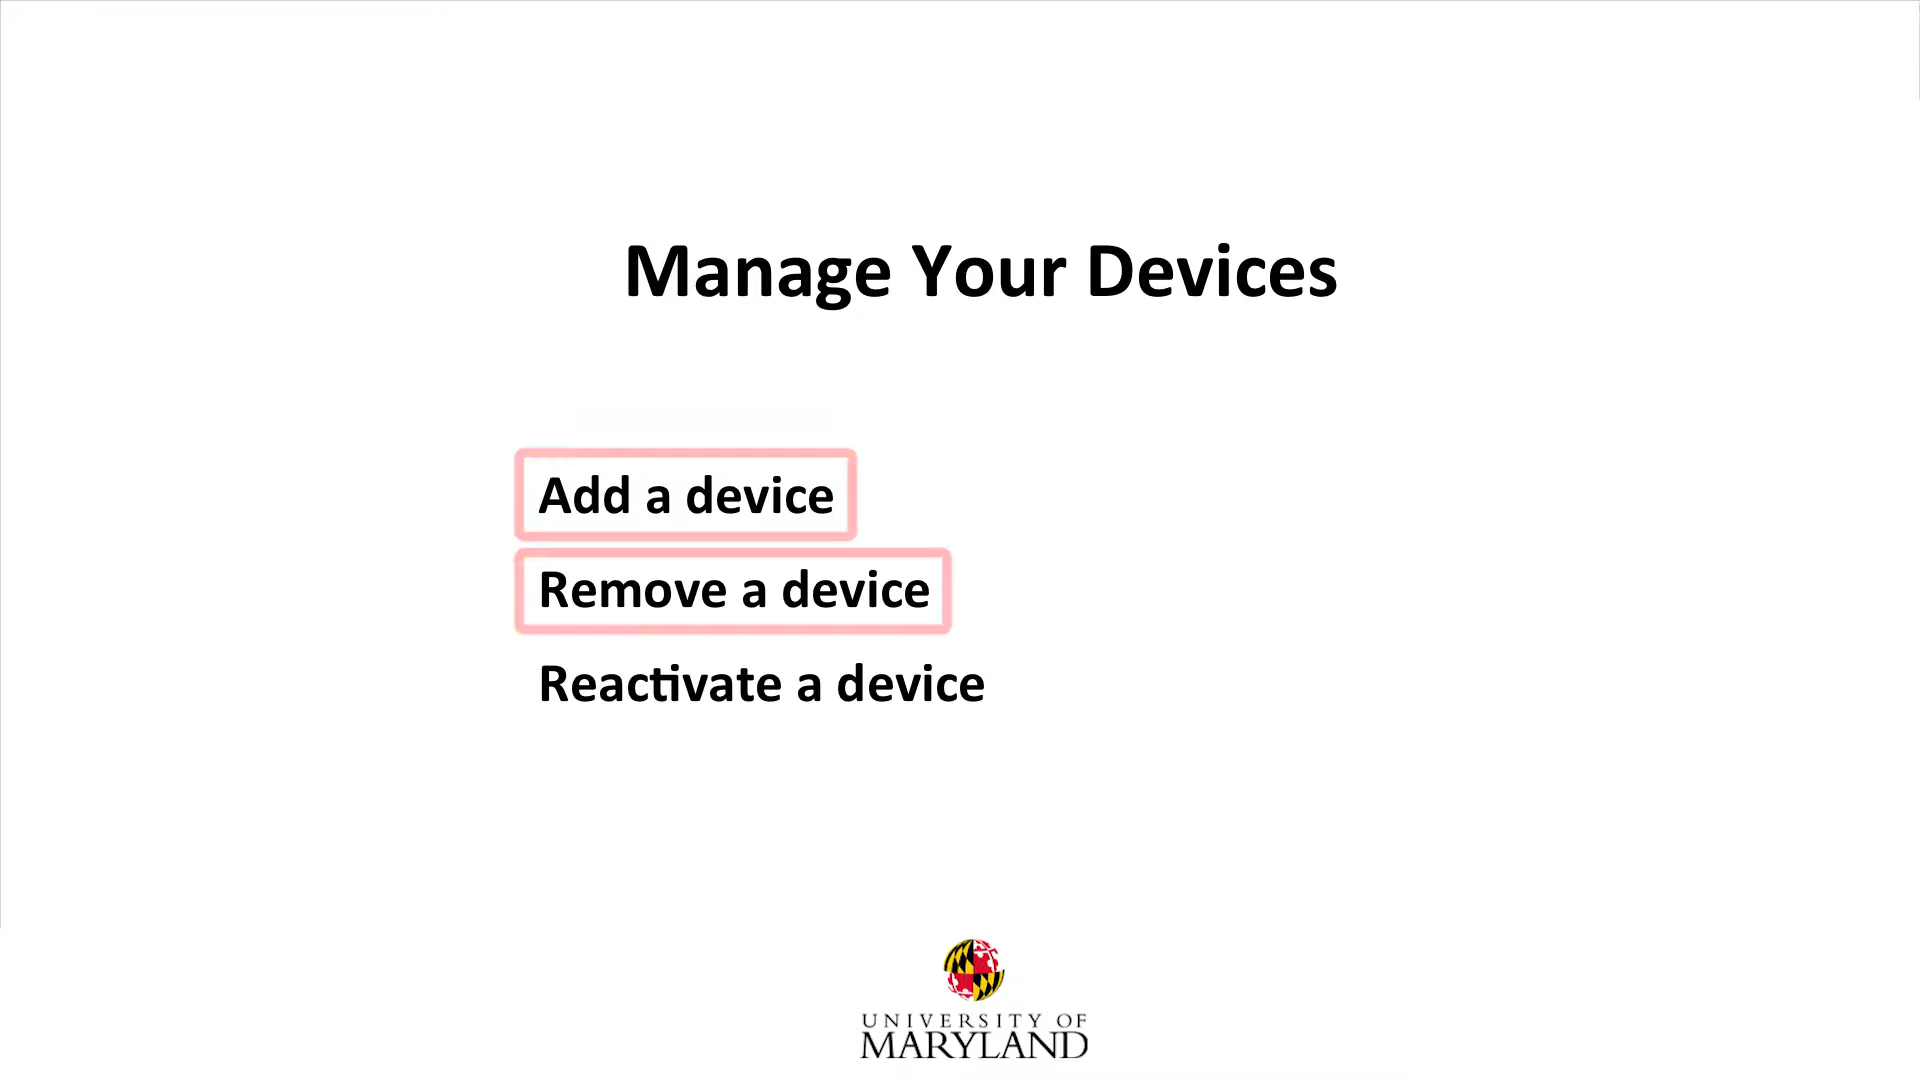 Manage Your Devices
Add a device
Remove a device
Reactivate a device
UNIVERSITY OF
MARYLAND